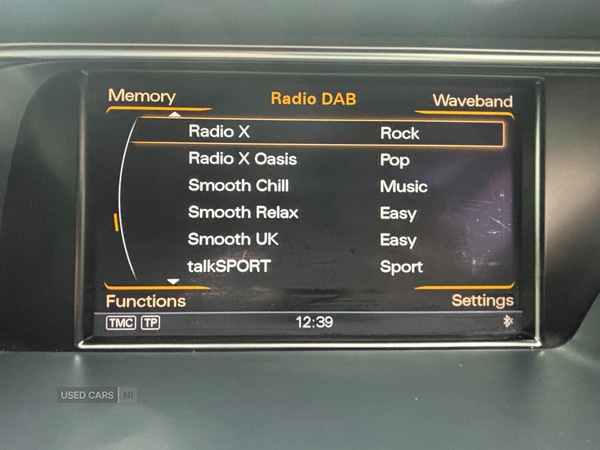 Memory Radio DAB Waveband
Radio X Rock
Radio X Oasis Pop
Smooth Chill Music
Smooth Relax Easy
Smooth UK Easy
talkSPORT Sport
Functions Settings
TMC TP 12:39
USED CARS NI